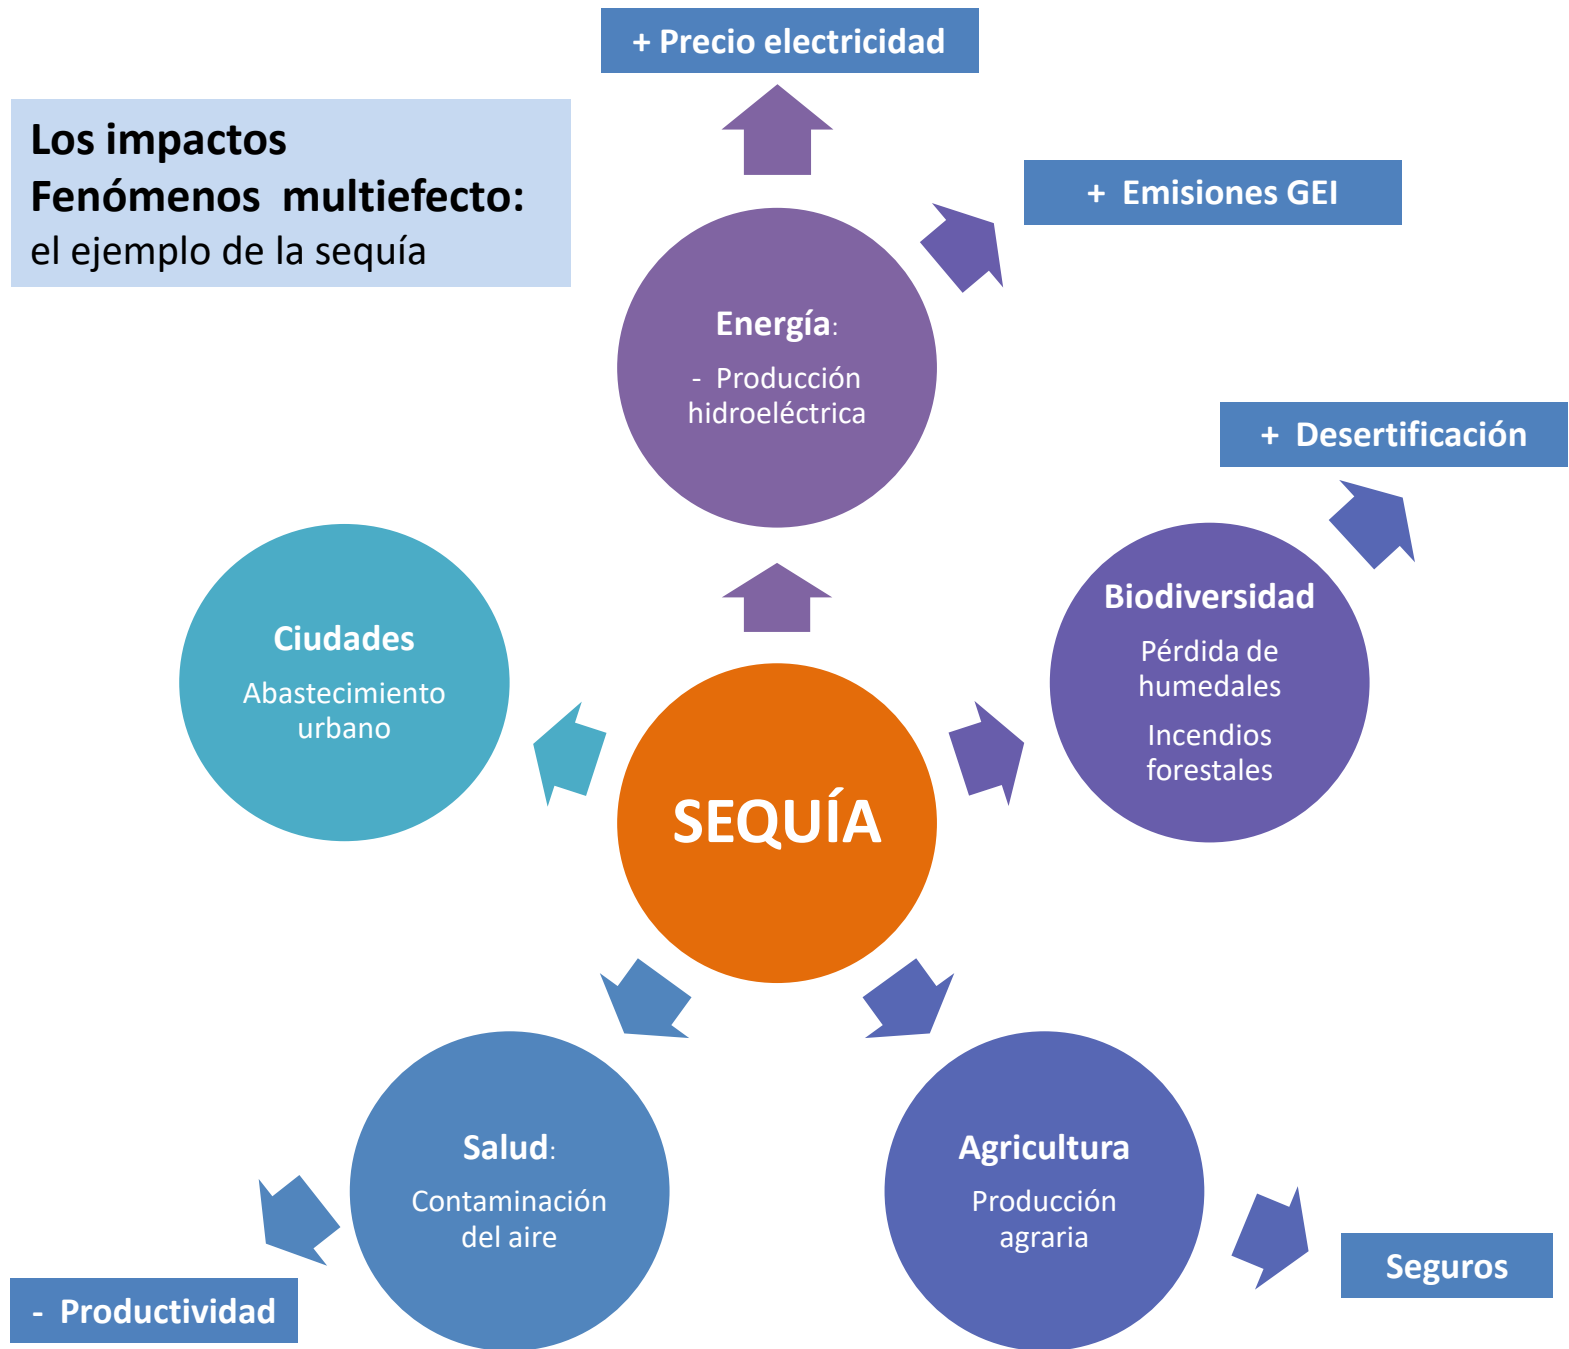 + Precio electricidad
Los impactos
Fenómenos multiefecto:
el ejemplo de la sequía
+ Emisiones GEI
Energía:
- Producción
hidroeléctrica
+ Desertificación
Biodiversidad
Pérdida de
humedales
Incendios
forestales
Ciudades
Abastecimiento
urbano
SEQUÍA
Salud:
Contaminación
del aire
Agricultura
Producción
agraria
Seguros
- Productividad